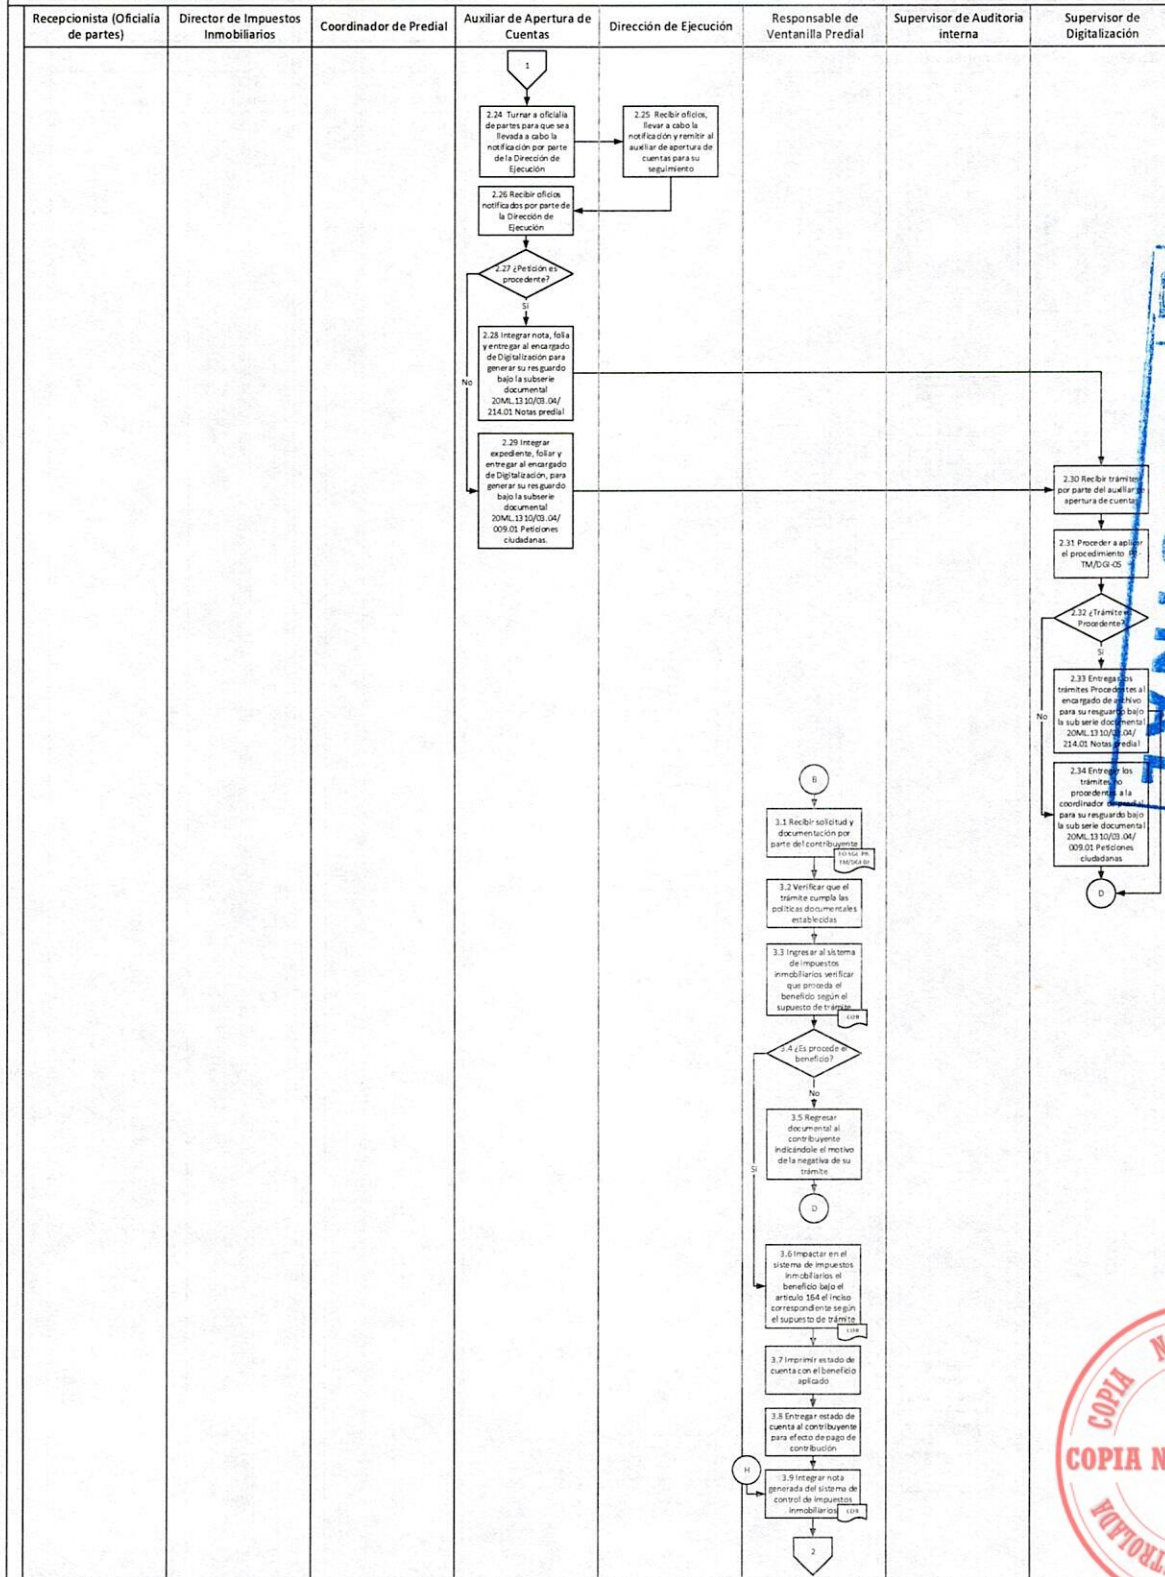 Recepcionista (Oficialía
de partes)
Director de Impuestos
Inmobiliarios
Coordinador de Predial
Auxiliar de Apertura de
Cuentas
Dirección de Ejecución
Responsable de
Ventanilla Predial
Supervisor de Auditoria
interna
Supervisor de
Digitalización
1
2.24 Turnar a oficialía
de partes para que sea
llevada a cabo la
notificación por parte
de la Dirección de
Ejecución
2.25 Recibir oficios,
llevar a cabo la
notificación y remitir al
auxiliar de apertura de
cuentas para su
seguimiento
2.26 Recibir oficios
notificados por parte de
la Dirección de
Ejecución
2.27 ¿Petición es
procedente?
Si
No
2.28 Integrar nota, folia
y entregar al encargado
de Digitalización para
generar su resguardo
bajo la subserie
documental
20ML.1310/03.04/
214.01 Notas predial
2.29 Integrar
expediente, foliar y
entregar al encargado
de Digitalización, para
generar su resguardo
bajo la subserie
documental
20ML.1310/03.04/
009.01 Peticiones
ciudadanas.
2.30 Recibir trámites
por parte del auxiliar de
apertura de cuenta
2.31 Proceder a aplicar
el procedimiento
TM/DGI-05
2.32 ¿Trámite
Procedente?
Si
No
2.33 Entregar los
trámites Procedentes al
encargado de archivo
para su resguardo bajo
la sub serie documental
20ML.1310/03.04/
214.01 Notas predial
2.34 Entregar los
trámites no
procedentes a la
coordinador de predial
para su resguardo bajo
la sub serie documental
20ML.1310/03.04/
009.01 Peticiones
ciudadanas
D
B
3.1 Recibir solicitud y
documentación por
parte del contribuyente
3.2 Verificar que el
trámite cumpla las
políticas documentales
establecidas
3.3 Ingresar al sistema
de impuestos
inmobiliarios verificar
que proceda el
beneficio según el
supuesto de trámite
COR
3.4 ¿Es procede el
beneficio?
No
Si
3.5 Regresar
documental al
contribuyente
indicándole el motivo
de la negativa de su
trámite
D
3.6 Impactar en el
sistema de impuestos
inmobiliarios el
beneficio bajo el
artículo 164 el inciso
correspondiente según
el supuesto de trámite
COR
3.7 Imprimir estado de
cuenta con el beneficio
aplicado
3.8 Entregar estado de
cuenta al contribuyente
para efecto de pago de
contribución
H
3.9 Integrar nota
generada del sistema de
control de impuestos
inmobiliarios
COR
2
COPIA N
COPIA N